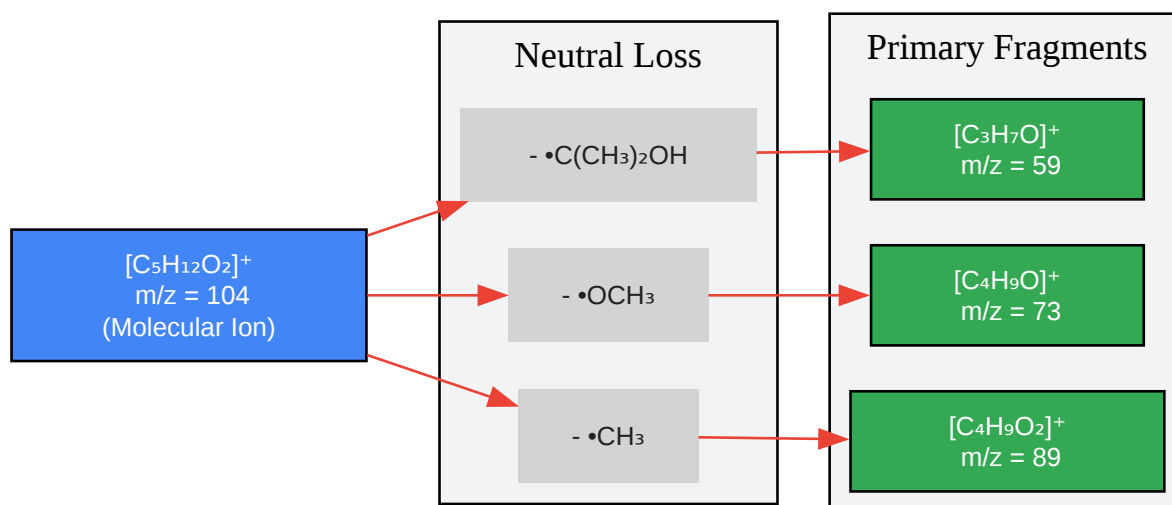 Neutral Loss
Primary Fragments
[C₅H₁₂O₂]⁺
m/z = 104
(Molecular Ion)
- •C(CH₃)₂OH
- •OCH₃
- •CH₃
[C₃H₇O]⁺
m/z = 59
[C₄H₉O]⁺
m/z = 73
[C₄H₉O₂]⁺
m/z = 89